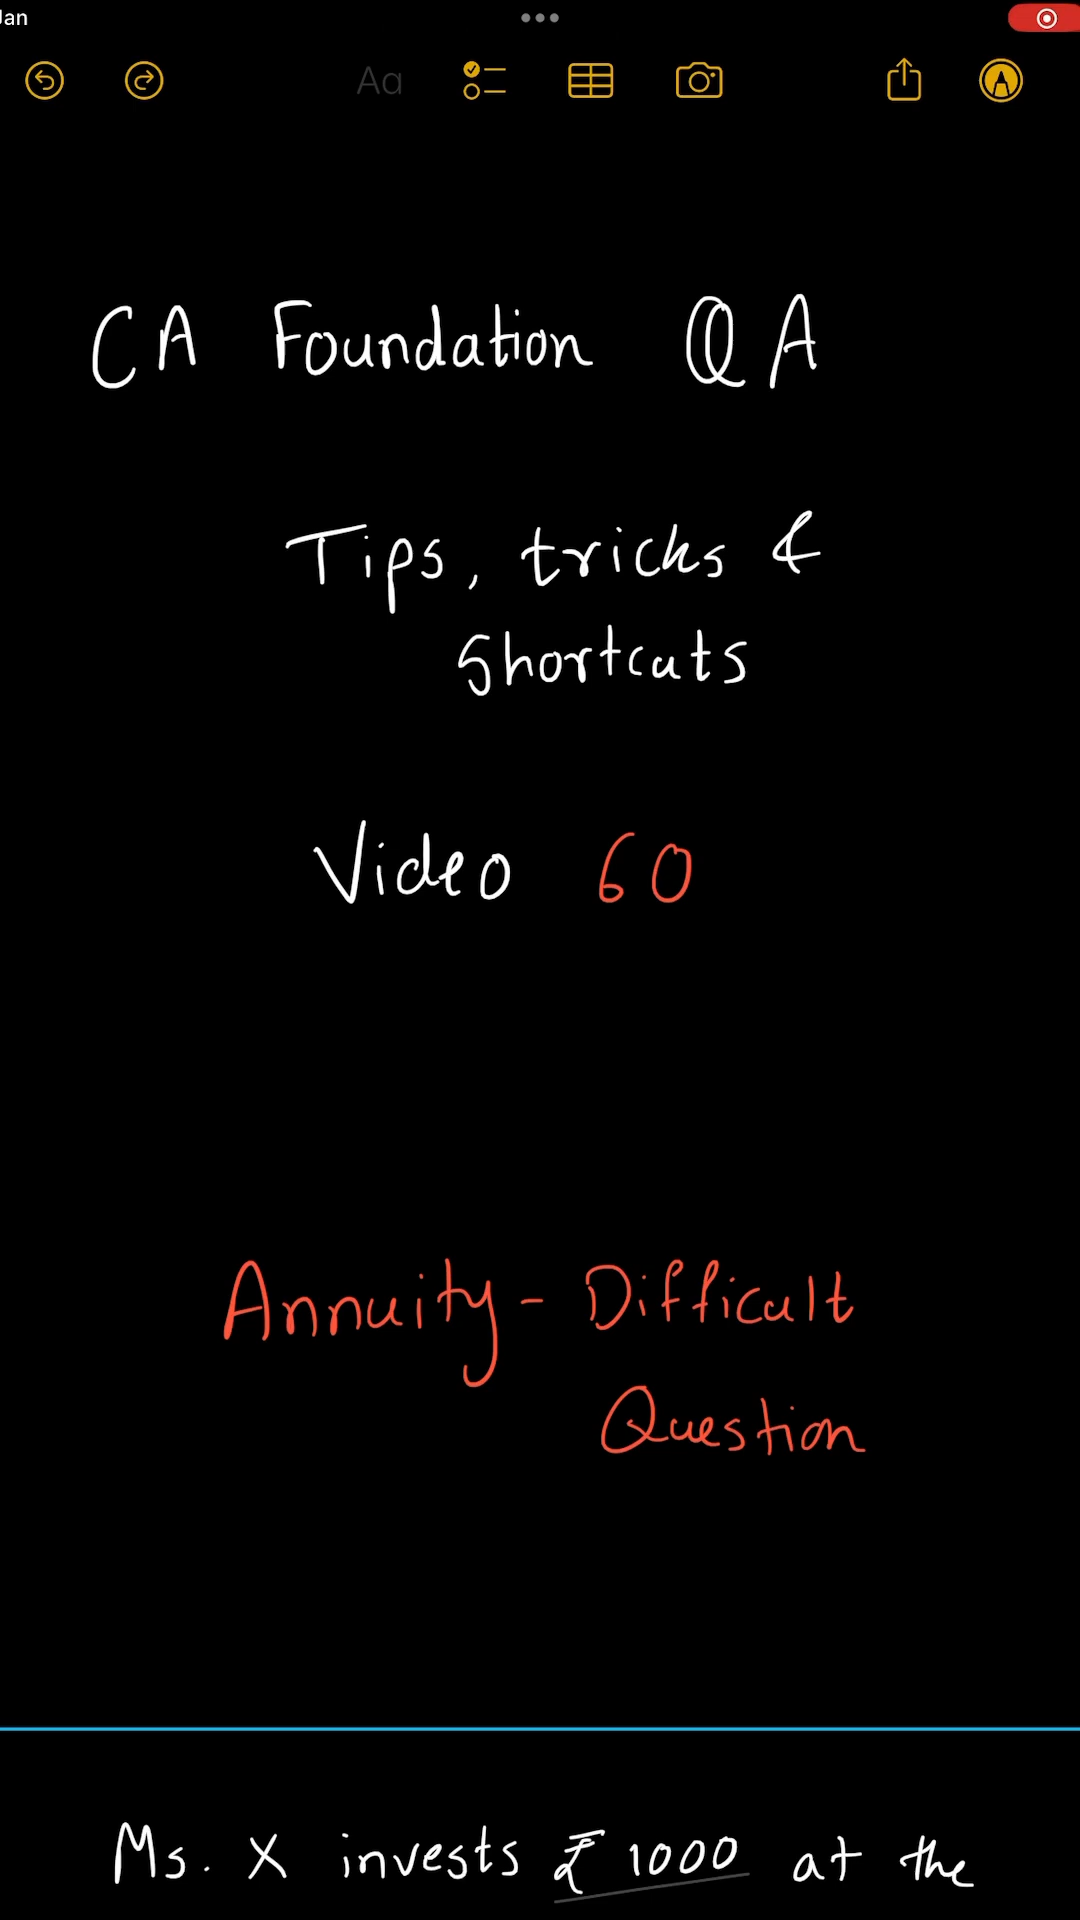 Jan
Aa
CA Foundation QA
Tips, tricks &
Shortcuts
Video 60
Annuity - Difficult
Question
Ms. X invests ₹ 1000 at the